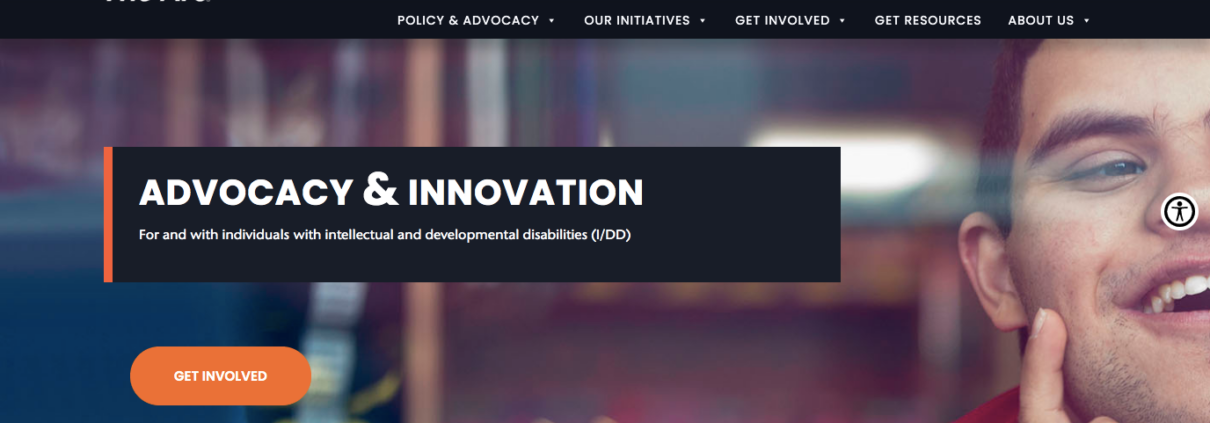 POLICY & ADVOCACY OUR INITIATIVES GET INVOLVED GET RESOURCES ABOUT US
ADVOCACY & INNOVATION
For and with individuals with intellectual and developmental disabilities (I/DD)
GET INVOLVED